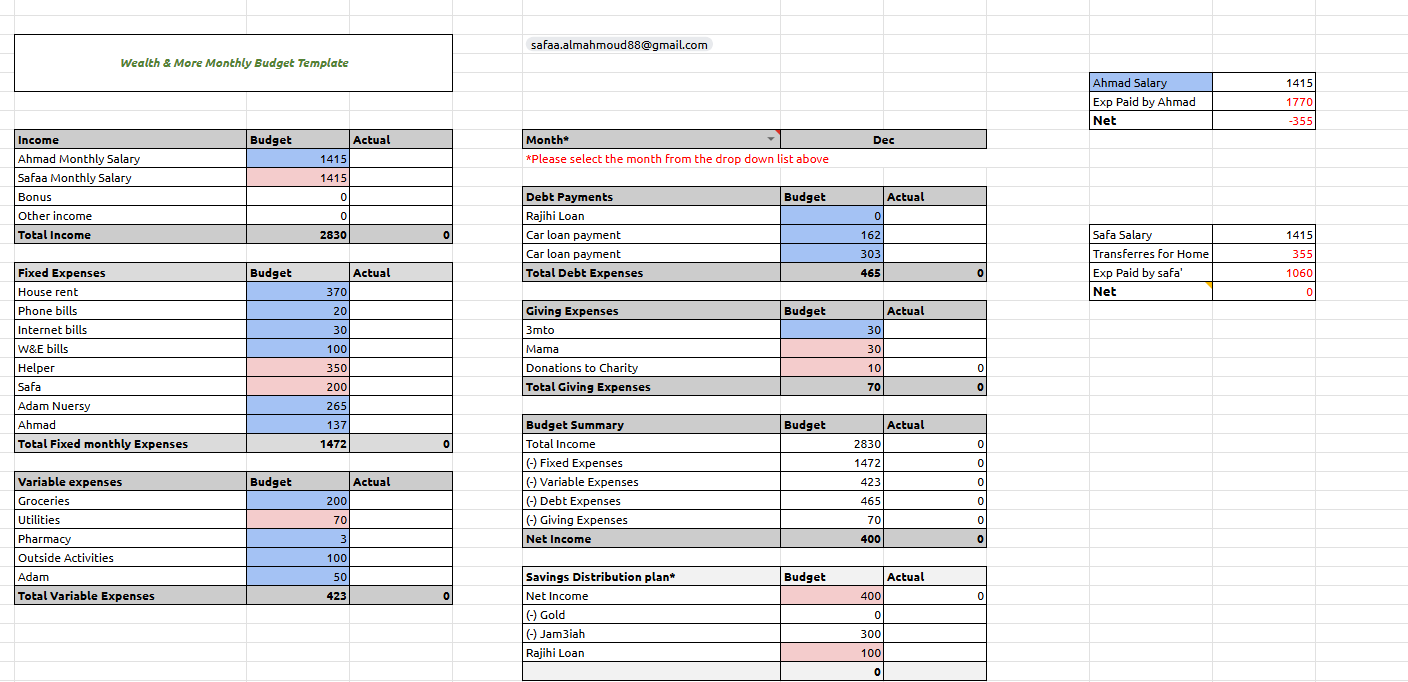 Wealth & More Monthly Budget Template
safaa.almahmoud88@gmail.com
Income Budget Actual
Ahmad Monthly Salary 1415
Safaa Monthly Salary 1415
Bonus 0
Other income 0
Total Income 2830 0
Fixed Expenses Budget Actual
House rent 370
Phone bills 20
Internet bills 30
W&E bills 100
Helper 350
Safa 200
Adam Nuersy 265
Ahmad 137
Total Fixed monthly Expenses 1472 0
Variable expenses Budget Actual
Groceries 200
Utilities 70
Pharmacy 3
Outside Activities 100
Adam 50
Total Variable Expenses 423 0
Month* Dec
*Please select the month from the drop down list above
Debt Payments Budget Actual
Rajihi Loan 0
Car loan payment 162
Car loan payment 303
Total Debt Expenses 465 0
Giving Expenses Budget Actual
3mto 30
Mama 30
Donations to Charity 10 0
Total Giving Expenses 70 0
Budget Summary Budget Actual
Total Income 2830 0
(-) Fixed Expenses 1472 0
(-) Variable Expenses 423 0
(-) Debt Expenses 465 0
(-) Giving Expenses 70 0
Net Income 400 0
Savings Distribution plan* Budget Actual
Net Income 400 0
(-) Gold 0
(-) Jam3iah 300
Rajihi Loan 100
0
Ahmad Salary 1415
Exp Paid by Ahmad 1770
Net -355
Safa Salary 1415
Transferres for Home 355
Exp Paid by safa' 1060
Net 0